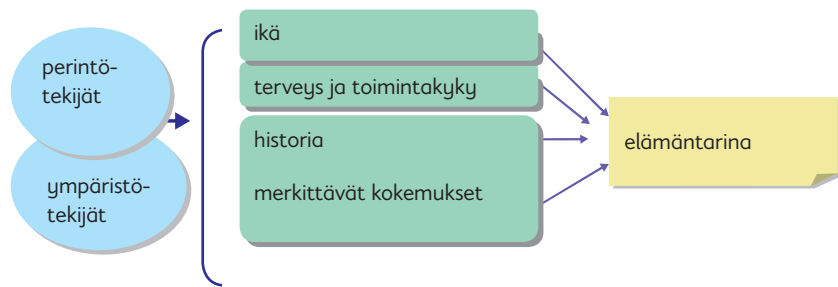 perintö-
tekijät
ympäristö-
tekijät
ikä
terveys ja toimintakyky
historia
merkittävät kokemukset
elämäntarina